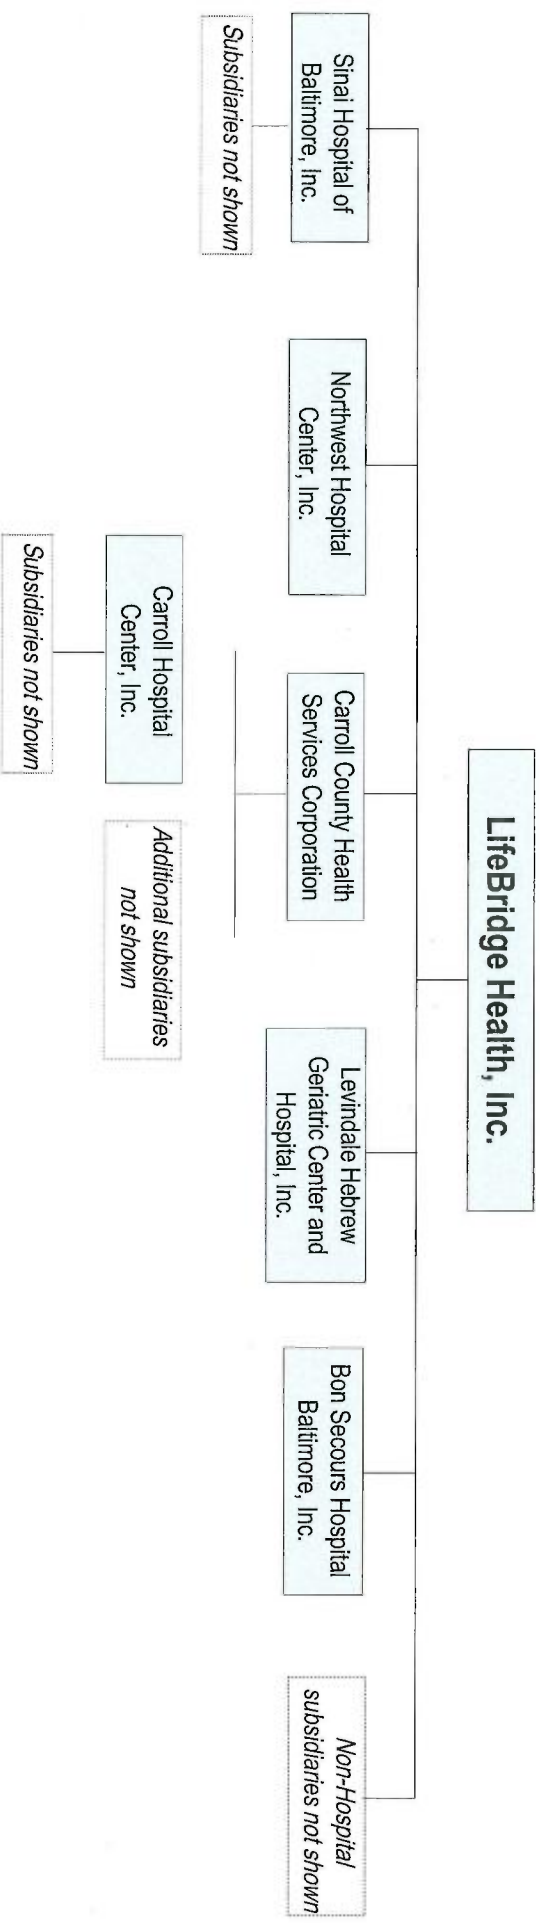 LifeBridge Health, Inc.
Sinai Hospital of
Baltimore, Inc.
Subsidiaries not shown
Northwest Hospital
Center, Inc.
Carroll County Health
Services Corporation
Carroll Hospital
Center, Inc.
Subsidiaries not shown
Additional subsidiaries
not shown
Levindale Hebrew
Geriatric Center and
Hospital, Inc.
Bon Secours Hospital
Baltimore, Inc.
Non-Hospital
subsidiaries not shown